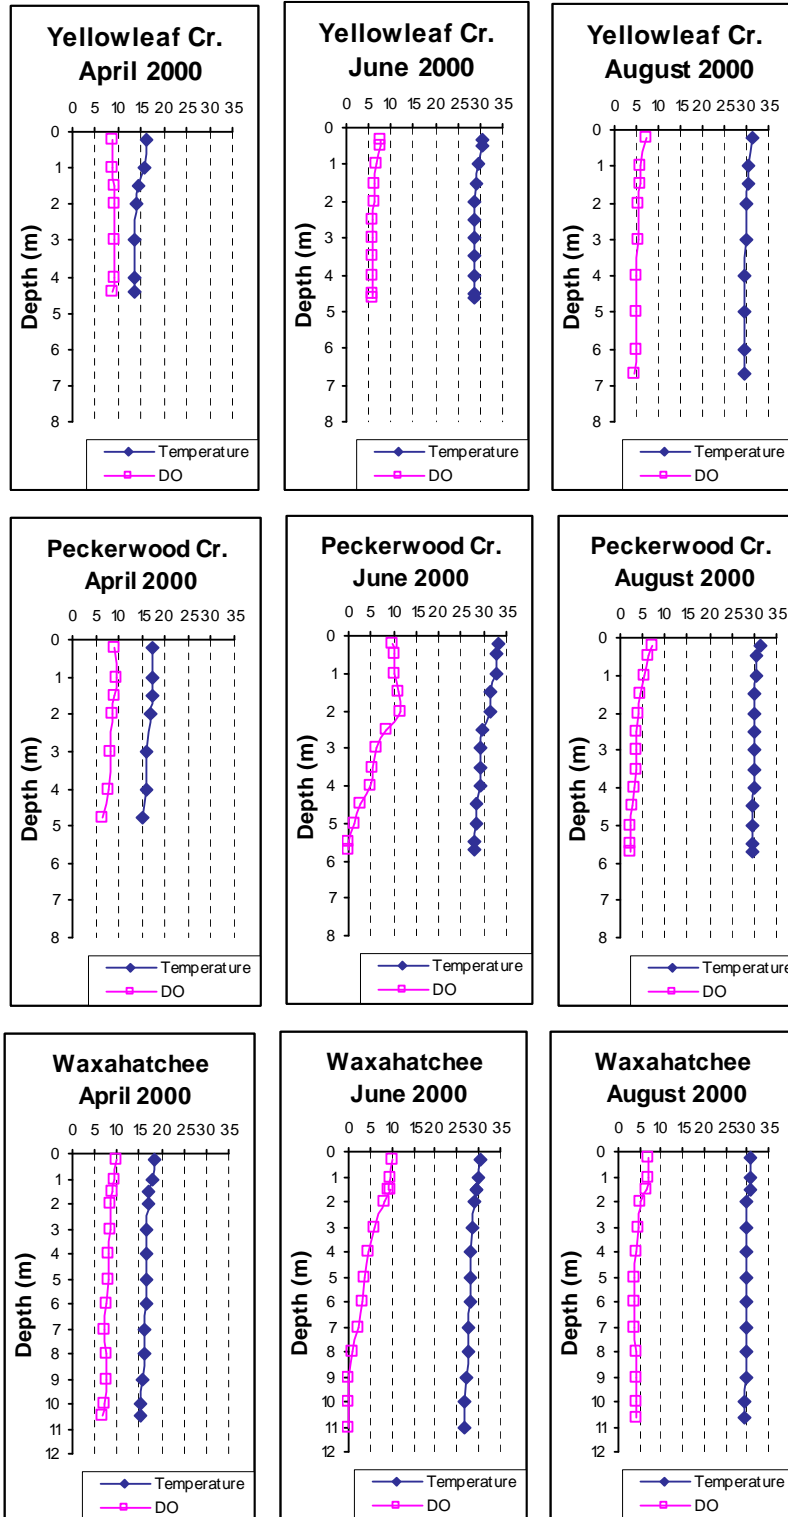 Yellowleaf Cr.
April 2000
0 5 10 15 20 25 30 35
0
1
2
3
4
5
6
7
8
Depth (m)
Temperature
DO
Yellowleaf Cr.
June 2000
0 5 10 15 20 25 30 35
0
1
2
3
4
5
6
7
8
Depth (m)
Temperature
DO
Yellowleaf Cr.
August 2000
0 5 10 15 20 25 30 35
0
1
2
3
4
5
6
7
8
Depth (m)
Temperature
DO
Peckerwood Cr.
April 2000
0 5 10 15 20 25 30 35
0
1
2
3
4
5
6
7
8
Depth (m)
Temperature
DO
Peckerwood Cr.
June 2000
0 5 10 15 20 25 30 35
0
1
2
3
4
5
6
7
8
Depth (m)
Temperature
DO
Peckerwood Cr.
August 2000
0 5 10 15 20 25 30 35
0
1
2
3
4
5
6
7
8
Depth (m)
Temperature
DO
Waxahatchee
April 2000
0 5 10 15 20 25 30 35
0
1
2
3
4
5
6
7
8
9
10
11
12
Depth (m)
Temperature
DO
Waxahatchee
June 2000
0 5 10 15 20 25 30 35
0
1
2
3
4
5
6
7
8
9
10
11
12
Depth (m)
Temperature
DO
Waxahatchee
August 2000
0 5 10 15 20 25 30 35
0
1
2
3
4
5
6
7
8
9
10
11
12
Depth (m)
Temperature
DO